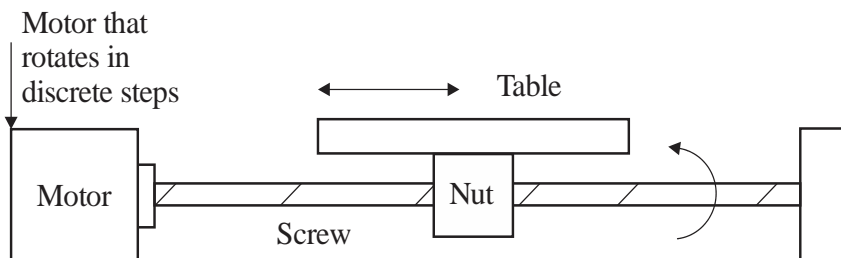 Motor that
rotates in
discrete steps
Table
Motor
Nut
Screw